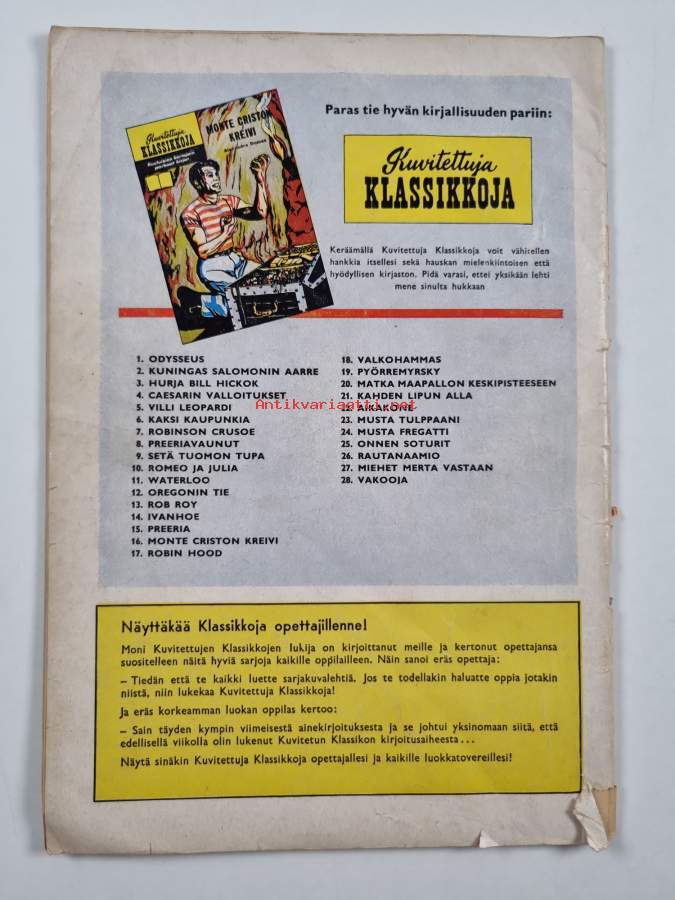 Paras tie hyvän kirjallisuuden pariin:
Kuvitettuja
KLASSIKKOJA
MONTE CRISTON
KREIVI
Alexandre Dumas
Kuvitettuja
KLASSIKKOJA
Keräämällä Kuvitettuja Klassikkoja voit vähitellen
hankkia itsellesi sekä hauskan mielenkiintoisen että
hyödyllisen kirjaston. Pidä varasi, ettei yksikään lehti
mene sinulta hukkaan
1. ODYSSEUS
2. KUNINGAS SALOMONIN AARRE
3. HURJA BILL HICKOK
4. CAESARIN VALLOITUKSET
5. VILLI LEOPARDI
6. KAKSI KAUPUNKIA
7. ROBINSON CRUSOE
8. PREERIAVAUNUT
9. SETÄ TUOMON TUPA
10. ROMEO JA JULIA
11. WATERLOO
12. OREGONIN TIE
13. ROB ROY
14. IVANHOE
15. PREERIA
16. MONTE CRISTON KREIVI
17. ROBIN HOOD
18. VALKOHAMMAS
19. PYÖRREMYRSKY
20. MATKA MAAPALLON KESKIPISTEESEEN
21. KAHDEN LIPUN ALLA
22. AIKAKONE
23. MUSTA TULPPAANI
24. MUSTA FREGATTI
25. ONNEN SOTURIT
26. RAUTANAAMIO
27. MIEHET MERTA VASTAAN
28. VAKOOJA
Antikvariaatti.net
Näyttäkää Klassikkoja opettajillenne!
Moni Kuvitettujen Klassikkojen lukija on kirjoittanut meille ja kertonut opettajansa
suositelleen näitä hyviä sarjoja kaikille oppilailleen. Näin sanoi eräs opettaja:
– Tiedän että te kaikki luette sarjakuvalehtiä. Jos te todellakin haluatte oppia jotakin
niistä, niin lukekaa Kuvitettuja Klassikkoja!
Ja eräs korkeamman luokan oppilas kertoo:
– Sain täyden kympin viimeisestä ainekirjoituksesta ja se johtui yksinomaan siitä, että
edellisellä viikolla olin lukenut Kuvitetun Klassikon kirjoitusaiheesta ...
Näytä sinäkin Kuvitettuja Klassikkoja opettajallesi ja kaikille luokkatovereillesi!